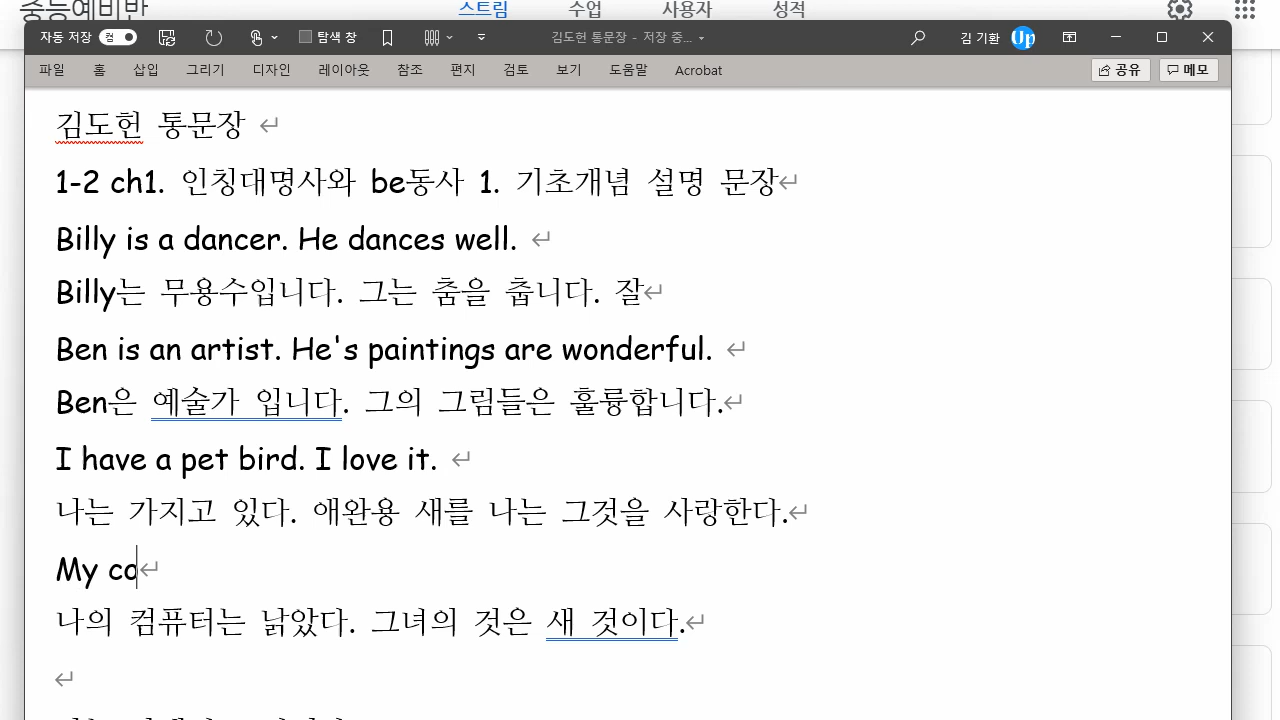 중등예비반
스트림 수업 사용자 성적
자동 저장 컴 탐색 창 김도헌 통문장 - 저장 중... 김 기환 Up
파일 홈 삽입 그리기 디자인 레이아웃 참조 편지 검토 보기 도움말 Acrobat 공유 메모
김도헌 통문장
1-2 ch1. 인칭대명사와 be동사 1. 기초개념 설명 문장
Billy is a dancer. He dances well.
Billy는 무용수입니다. 그는 춤을 춥니다. 잘
Ben is an artist. He's paintings are wonderful.
Ben은 예술가 입니다. 그의 그림들은 훌륭합니다.
I have a pet bird. I love it.
나는 가지고 있다. 애완용 새를 나는 그것을 사랑한다.
My co
나의 컴퓨터는 낡았다. 그녀의 것은 새 것이다.